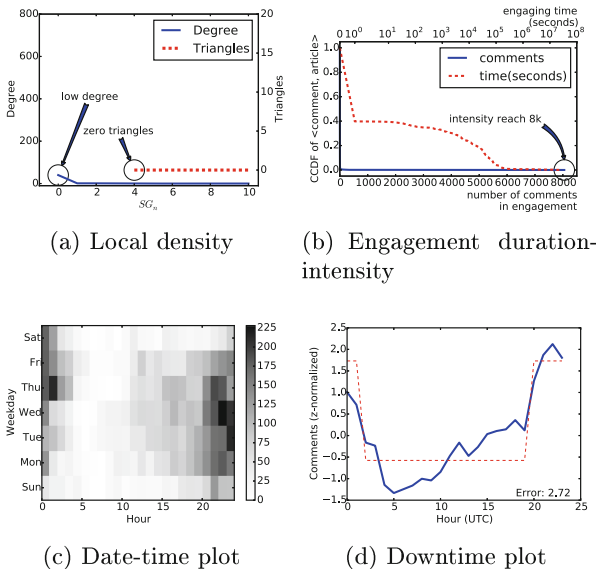 800
600
400
200
0
Degree
20
15
10
5
0
Triangles
Degree
Triangles
low degree
zero triangles
0 2 4 6 8 10
SG_n
(a) Local density
engaging time
(seconds)
0 10^0 10^1 10^2 10^3 10^4 10^5 10^6 10^7 10^8
1.0
0.8
0.6
0.4
0.2
0.0
CCDF of <comment, article>
comments
time(seconds)
intensity reach 8k
0 1000 2000 3000 4000 5000 6000 7000 8000
number of comments
in engagement
(b) Engagement duration-
intensity
Weekday
Sat
Fri
Thu
Wed
Tue
Mon
Sun
0 5 10 15 20
Hour
225
200
175
150
125
100
75
50
25
0
(c) Date-time plot
Comments (z-normalized)
2.5
2.0
1.5
1.0
0.5
0.0
−0.5
−1.0
−1.5
Error: 2.72
0 5 10 15 20 25
Hour (UTC)
(d) Downtime plot